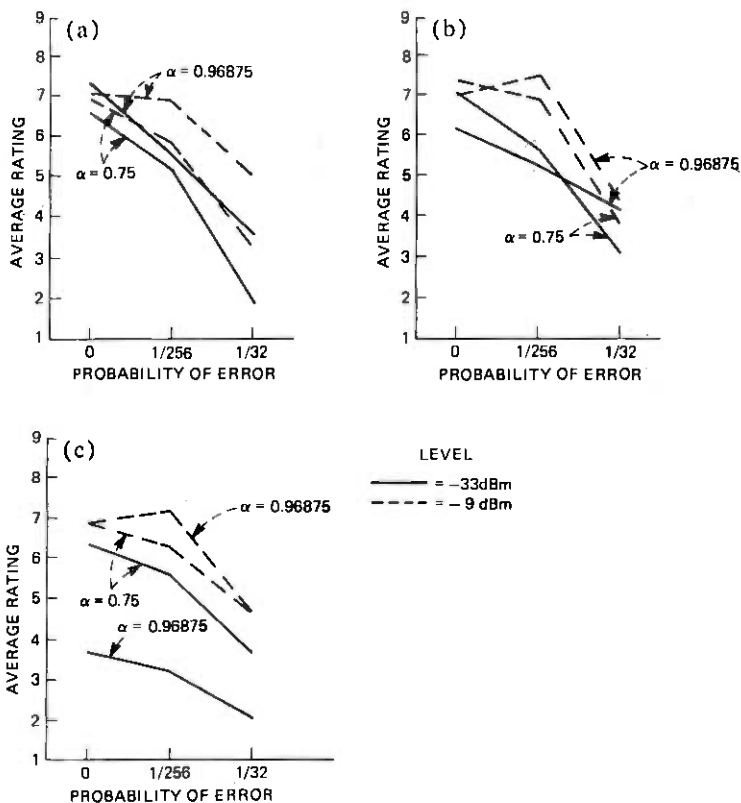 (a)
9
8
7
6
5
4
3
2
1
AVERAGE RATING
α = 0.96875
α = 0.75
0 1/256 1/32
PROBABILITY OF ERROR
(b)
9
8
7
6
5
4
3
2
1
AVERAGE RATING
α = 0.96875
α = 0.75
0 1/256 1/32
PROBABILITY OF ERROR
(c)
9
8
7
6
5
4
3
2
1
AVERAGE RATING
α = 0.96875
α = 0.75
α = 0.96875
0 1/256 1/32
PROBABILITY OF ERROR
LEVEL
= -33dBm
= - 9 dBm